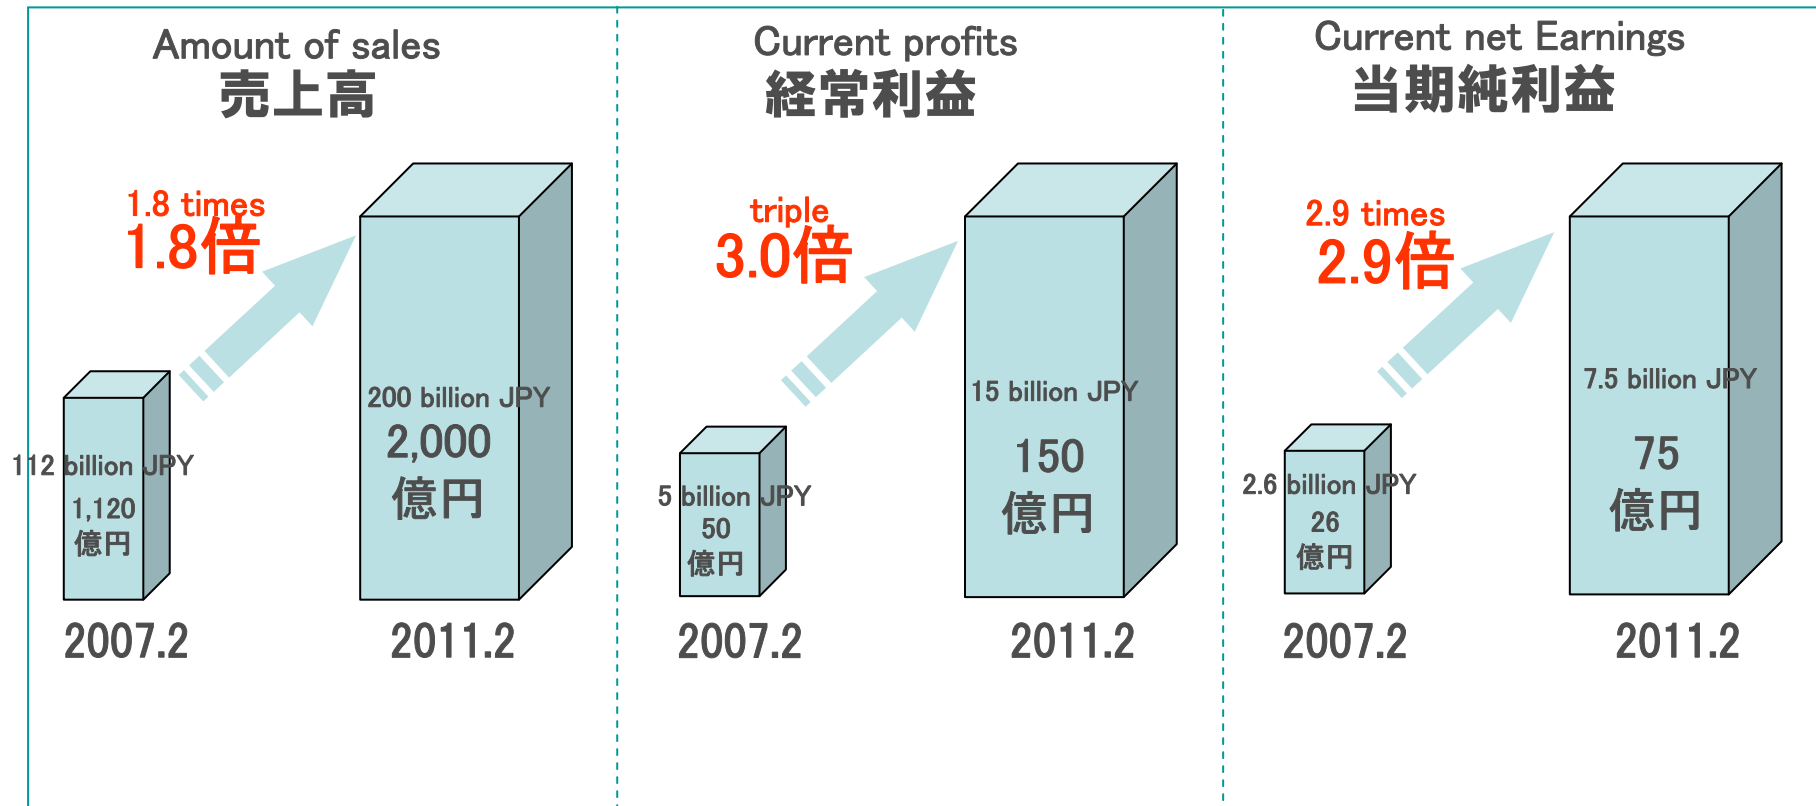 Amount of sales
売上高
1.8 times
1.8倍
112 billion JPY
1,120
億円
200 billion JPY
2,000
億円
2007.2
2011.2
Current profits
経常利益
triple
3.0倍
5 billion JPY
50
億円
15 billion JPY
150
億円
2007.2
2011.2
Current net Earnings
当期純利益
2.9 times
2.9倍
2.6 billion JPY
26
億円
7.5 billion JPY
75
億円
2007.2
2011.2